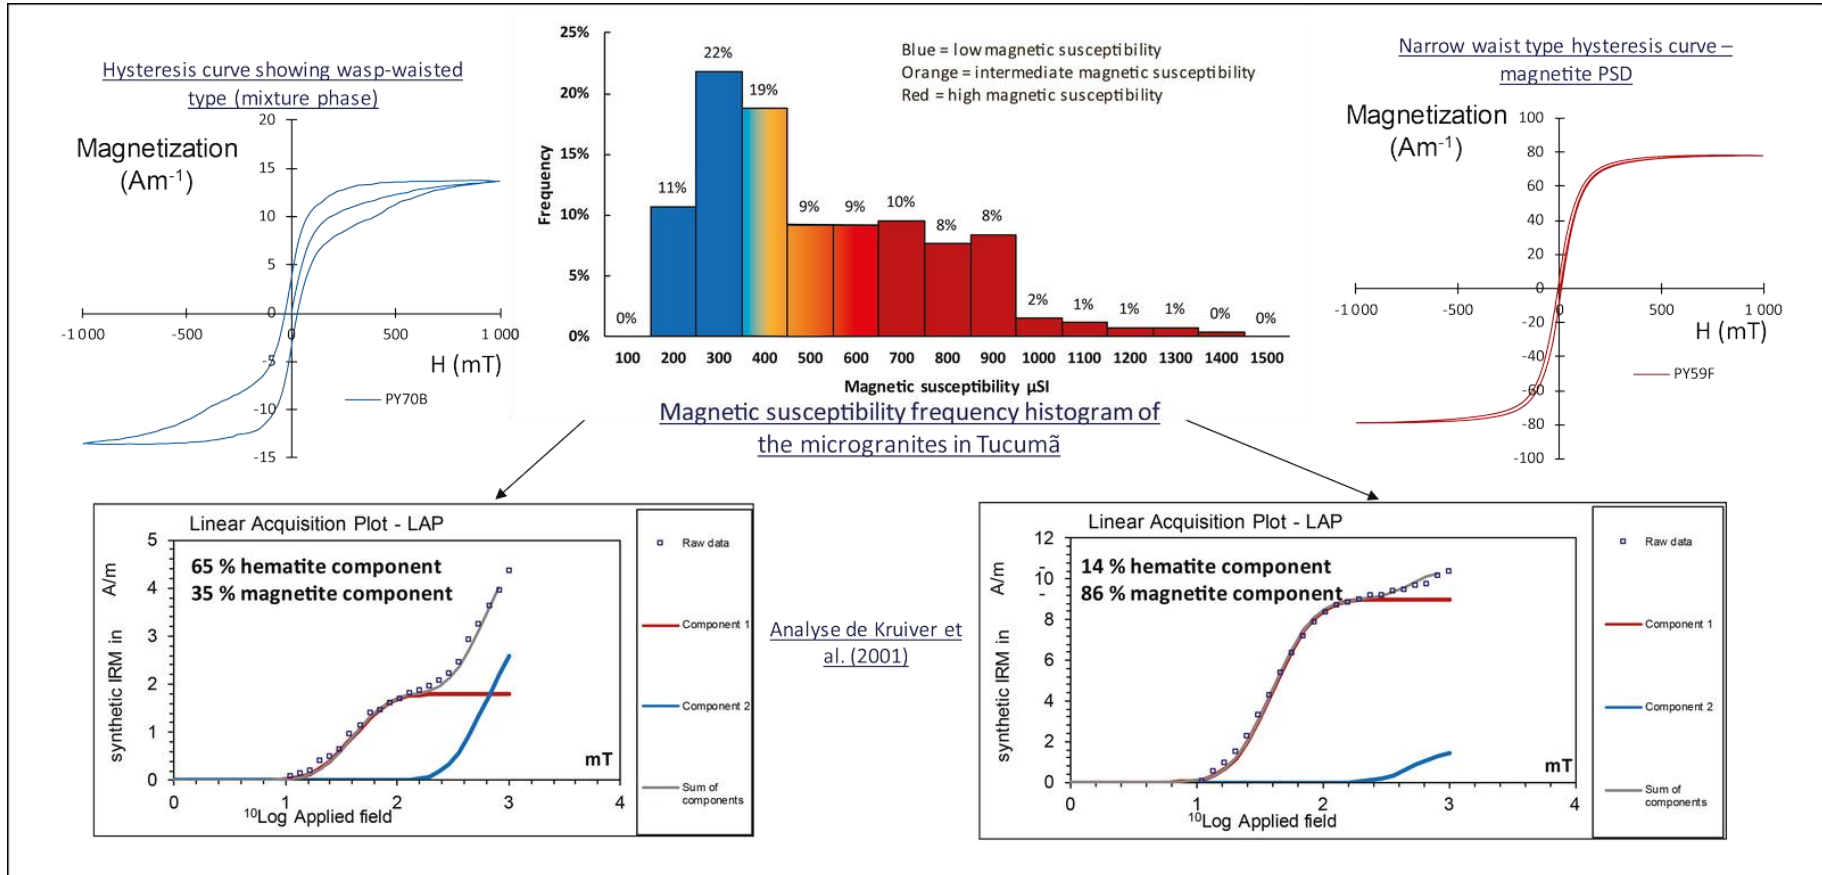 Hysteresis curve showing wasp-waisted
type (mixture phase)
Magnetization
(Am-1)
20
15
10
5
0
-5
-10
-15
-1000
-500
0
500
1000
H (mT)
PY70B
25%
20%
15%
10%
5%
0%
Frequency
0%
11%
22%
19%
9%
9%
10%
8%
8%
2%
1%
1%
1%
0%
0%
100 200 300 400 500 600 700 800 900 1000 1100 1200 1300 1400 1500
Magnetic susceptibility µSI
Blue = low magnetic susceptibility
Orange = intermediate magnetic susceptibility
Red = high magnetic susceptibility
Magnetic susceptibility frequency histogram of
the microgranites in Tucumã
Narrow waist type hysteresis curve –
magnetite PSD
Magnetization
(Am-1)
100
80
60
40
20
0
-20
-40
-60
-80
-100
-1000
-500
0
500
1000
H (mT)
PY59F
Linear Acquisition Plot - LAP
65 % hematite component
35 % magnetite component
synthetic IRM in A/m
5
4
3
2
1
0
0 1 2 3 4
mT
10Log Applied field
Raw data
Component 1
Component 2
Sum of
components
Analyse de Kruiver et
al. (2001)
Linear Acquisition Plot - LAP
14 % hematite component
86 % magnetite component
synthetic IRM in A/m
12
10
8
6
4
2
0
0 1 2 3 4
mT
10Log Applied field
Raw data
Component 1
Component 2
Sum of
components